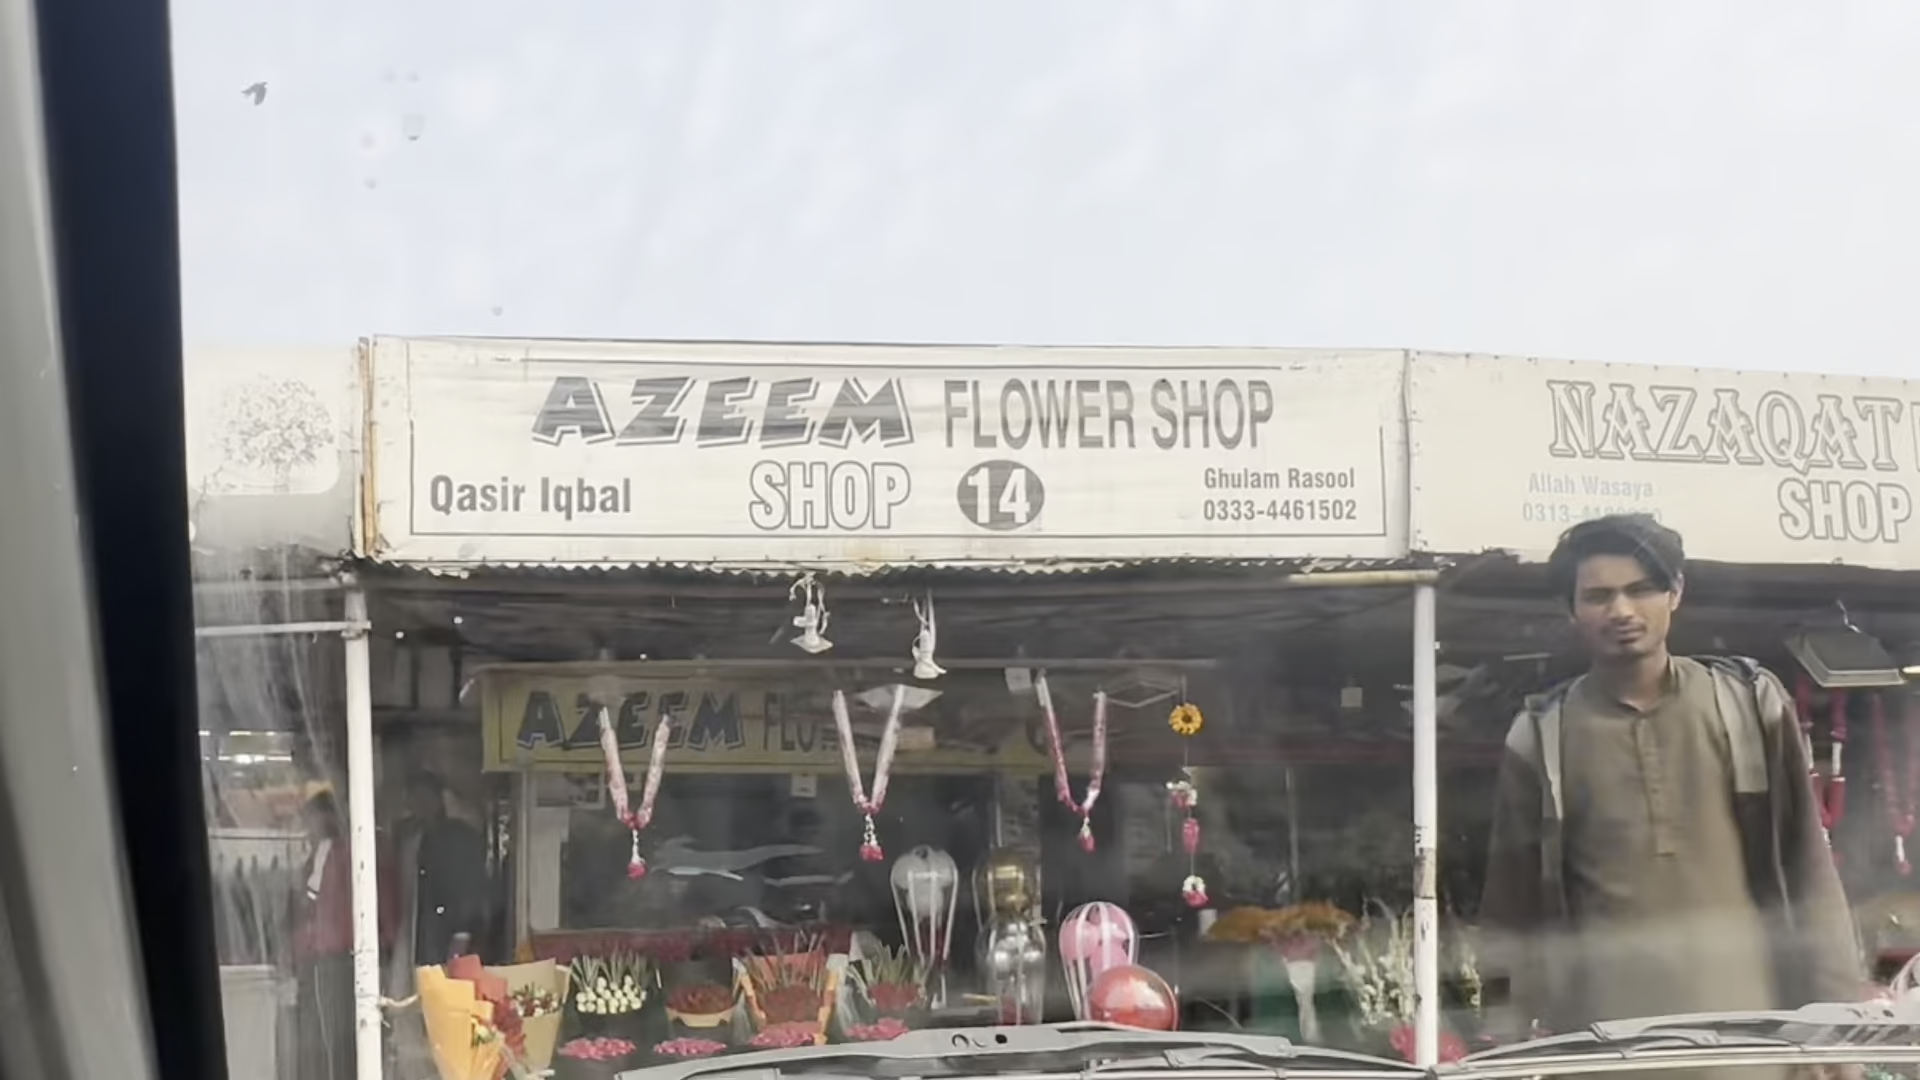 AZEEM FLOWER SHOP
Qasir Iqbal
SHOP 14
Ghulam Rasool
0333-4461502
NAZAQAT
Allah Wasaya
SHOP
AZEEM